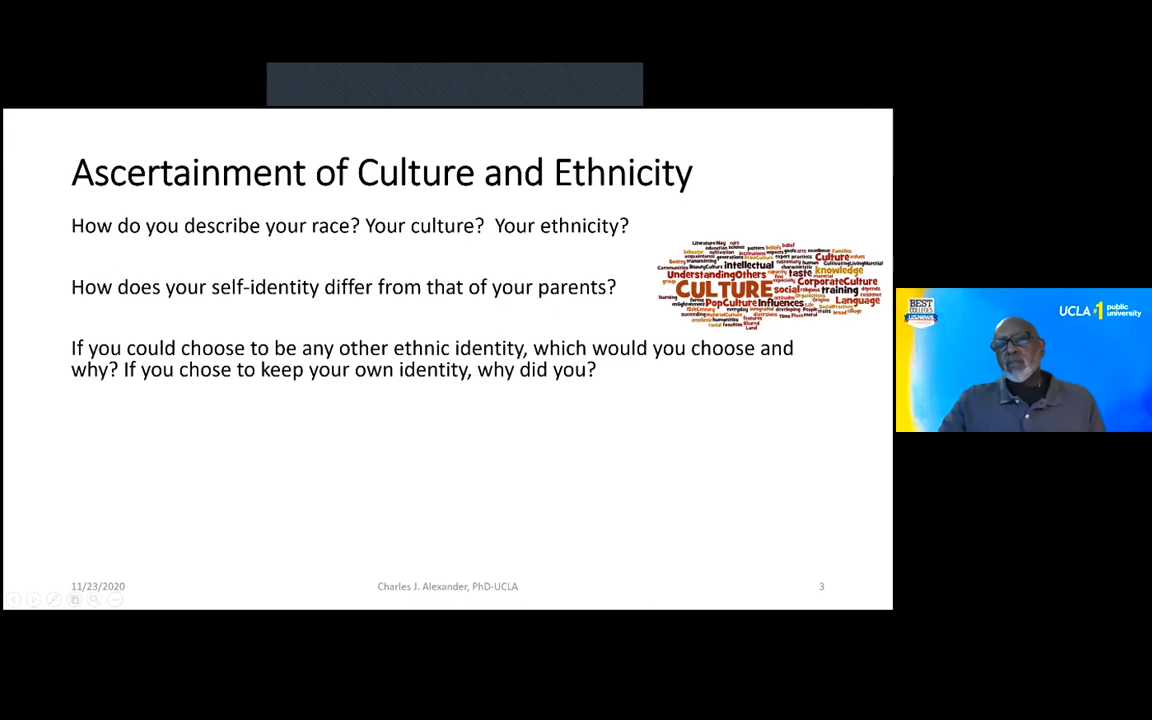 Ascertainment of Culture and Ethnicity
How do you describe your race? Your culture?  Your ethnicity?
How does your self-identity differ from that of your parents?
If you could choose to be any other ethnic identity, which would you choose and
why? If you chose to keep your own identity, why did you?
Culture
intellectual
taste
knowledge
UnderstandingOthers
CULTURE
CorporateCulture
social
training
PopCulture
Influences
Language
BEST
COLLEGES
U.S.NEWS
UCLA #1 public
university
11/23/2020
Charles J. Alexander, PhD-UCLA
3